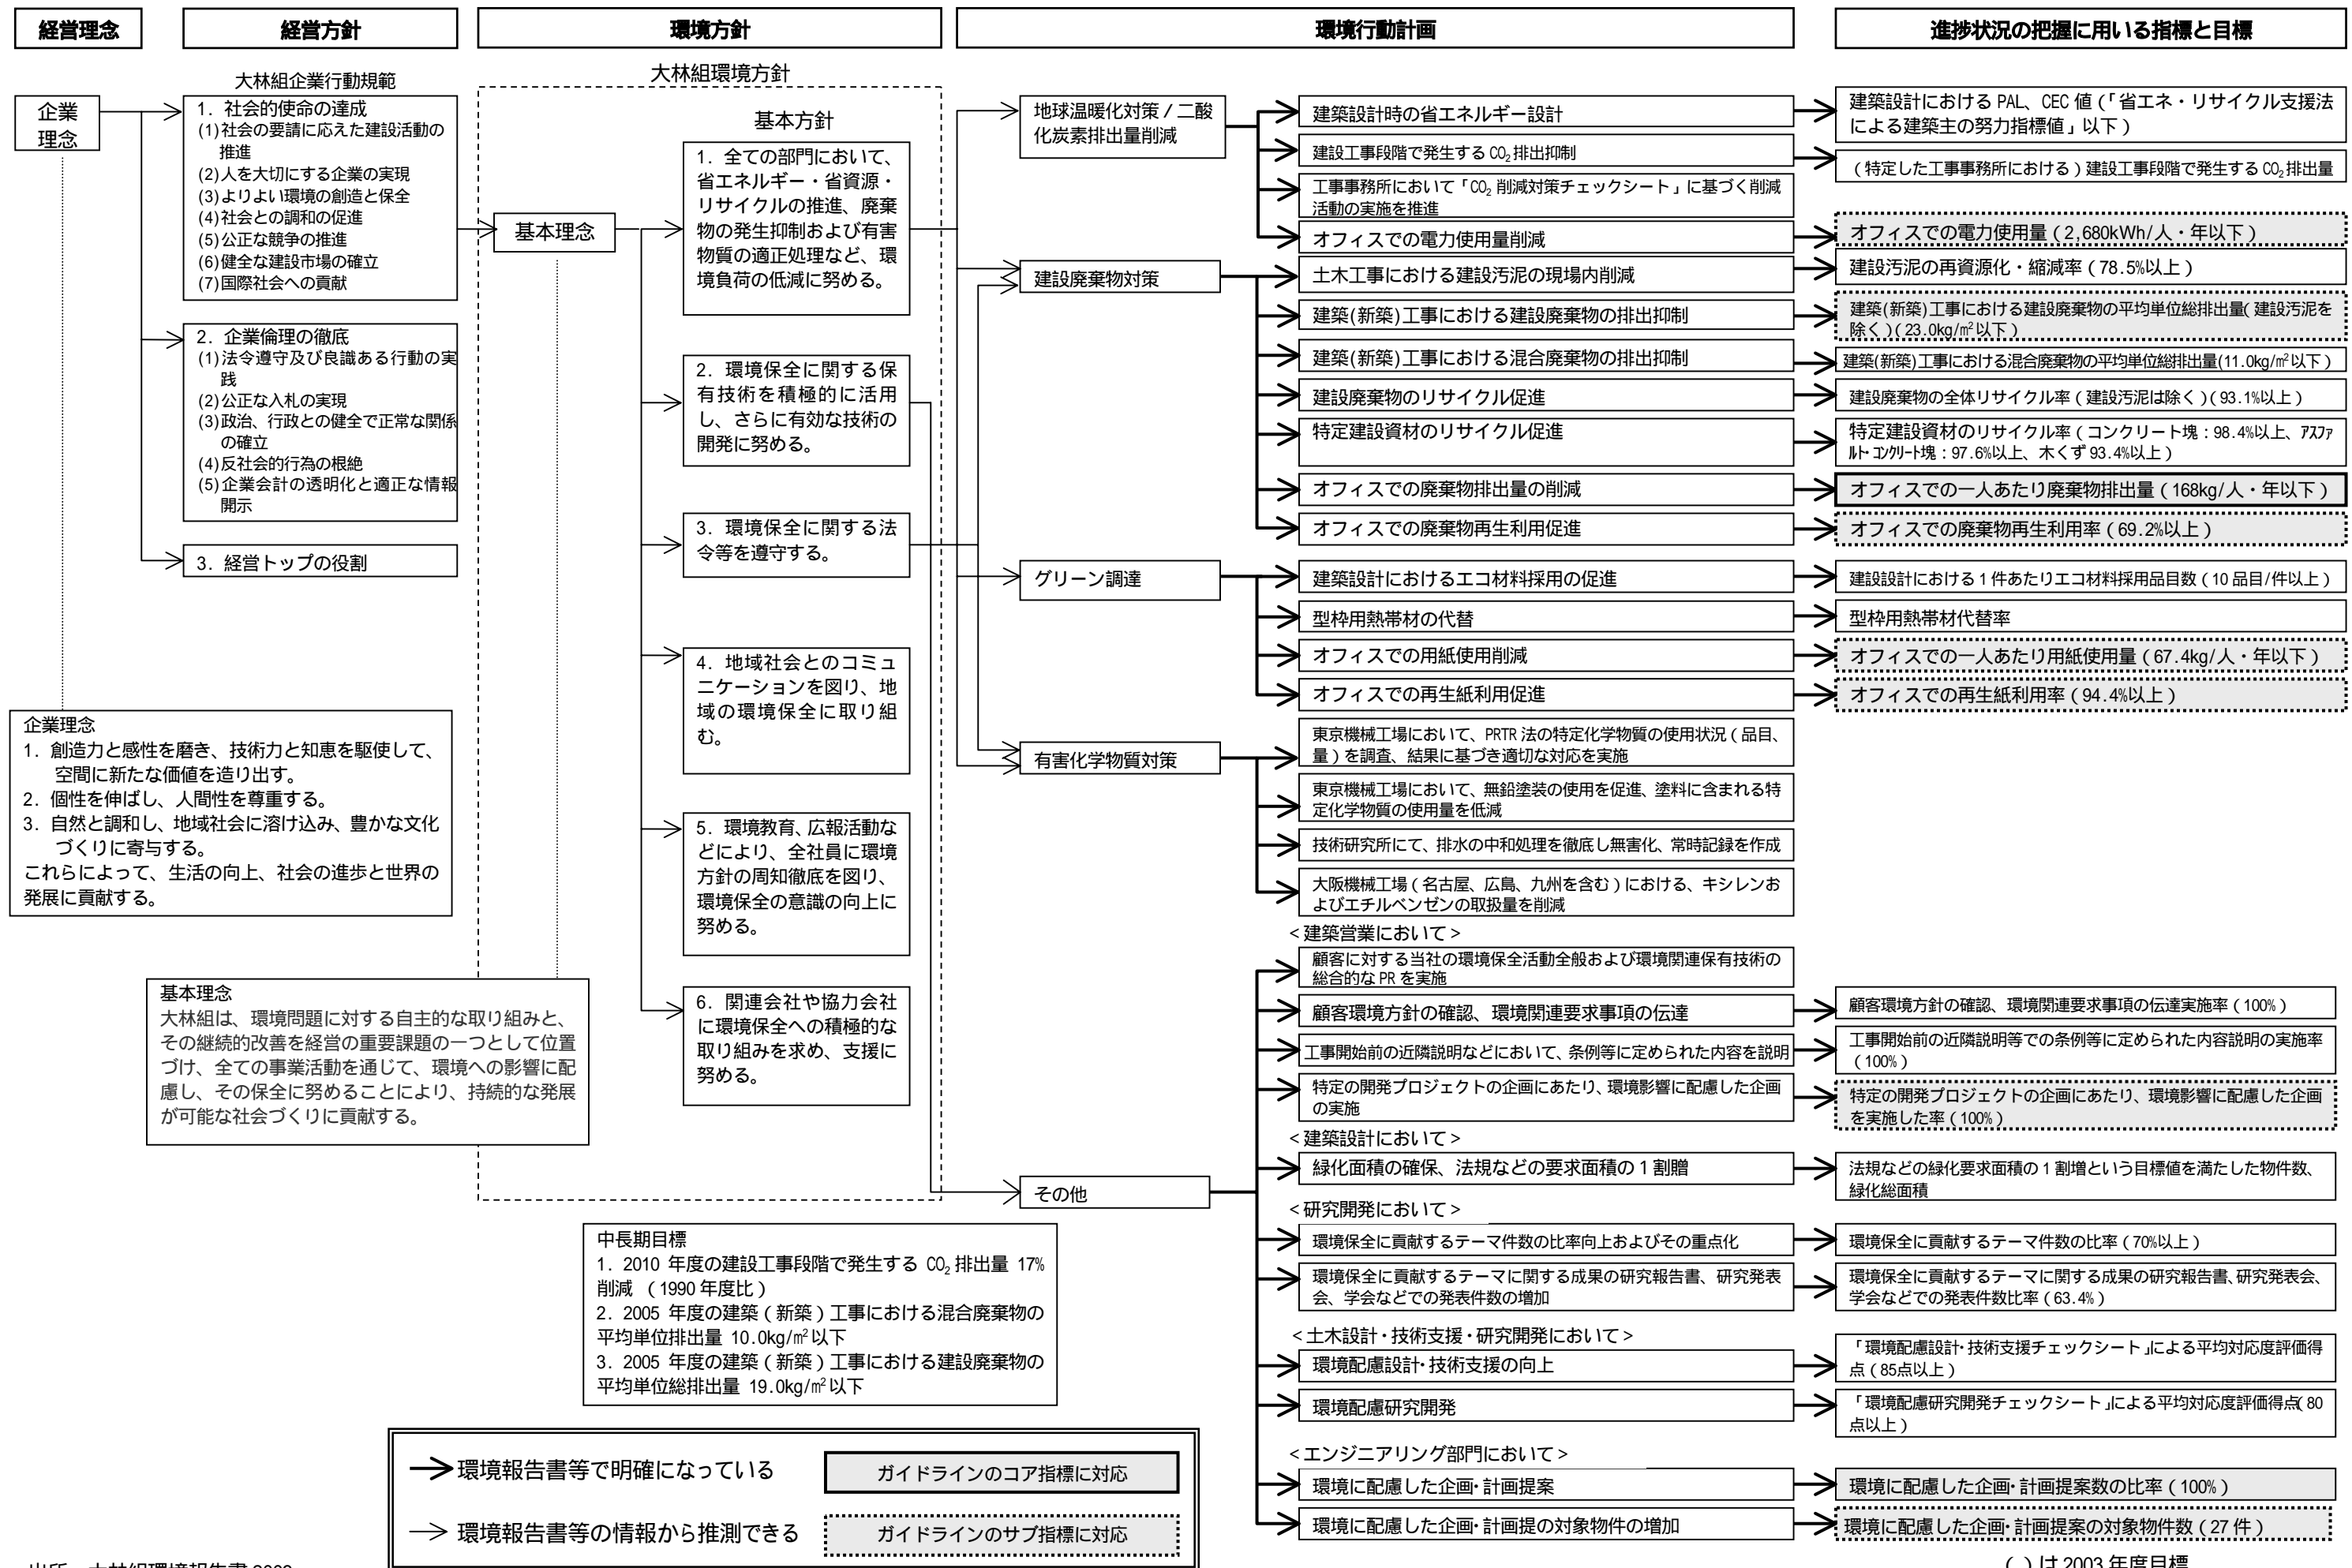 経営理念
経営方針
環境方針
環境行動計画
進捗状況の把握に用いる指標と目標
企業
理念
大林組企業行動規範
1. 社会的使命の達成
(1)社会の要請に応えた建設活動の
推進
(2)人を大切にする企業の実現
(3)よりよい環境の創造と保全
(4)社会との調和の促進
(5)公正な競争の推進
(6)健全な建設市場の確立
(7)国際社会への貢献
2. 企業倫理の徹底
(1)法令遵守及び良識ある行動の実
践
(2)公正な入札の実現
(3)政治、行政との健全で正常な関係
の確立
(4)反社会的行為の根絶
(5)企業会計の透明化と適正な情報
開示
3. 経営トップの役割
企業理念
1. 創造力と感性を磨き、技術力と知恵を駆使して、
空間に新たな価値を造り出す。
2. 個性を伸ばし、人間性を尊重する。
3. 自然と調和し、地域社会に溶け込み、豊かな文化
づくりに寄与する。
これらによって、生活の向上、社会の進歩と世界の
発展に貢献する。
大林組環境方針
基本理念
基本方針
1. 全ての部門において、
省エネルギー・省資源・
リサイクルの推進、廃棄
物の発生抑制および有害
物質の適正処理など、環
境負荷の低減に努める。
2. 環境保全に関する保
有技術を積極的に活用
し、さらに有効な技術の
開発に努める。
3. 環境保全に関する法
令等を遵守する。
4. 地域社会とのコミュ
ニケーションを図り、地
域の環境保全に取り組
む。
5. 環境教育、広報活動な
どにより、全社員に環境
方針の周知徹底を図り、
環境保全の意識の向上に
努める。
6. 関連会社や協力会社
に環境保全への積極的な
取り組みを求め、支援に
努める。
基本理念
大林組は、環境問題に対する自主的な取り組みと、
その継続的改善を経営の重要課題の一つとして位置
づけ、全ての事業活動を通じて、環境への影響に配
慮し、その保全に努めることにより、持続的な発展
が可能な社会づくりに貢献する。
中長期目標
1. 2010 年度の建設工事段階で発生する CO₂ 排出量 17%
削減 (1990 年度比)
2. 2005 年度の建築(新築)工事における混合廃棄物の
平均単位排出量 10.0kg/㎡以下
3. 2005 年度の建築(新築)工事における建設廃棄物の
平均単位総排出量 19.0kg/㎡以下
地球温暖化対策/二酸
化炭素排出量削減
建築設計時の省エネルギー設計
建築設計における PAL、CEC 値(「省エネ・リサイクル支援法
による建築主の努力指標値」以下)
建設工事段階で発生する CO₂ 排出抑制
(特定した工事事務所における)建設工事段階で発生する CO₂ 排出量
工事事務所において「CO₂ 削減対策チェックシート」に基づく削減
活動の実施を推進
オフィスでの電力使用量削減
オフィスでの電力使用量(2,680kWh/人・年以下)
建設廃棄物対策
土木工事における建設汚泥の現場内削減
建設汚泥の再資源化・縮減率(78.5%以上)
建築(新築)工事における建設廃棄物の排出抑制
建築(新築)工事における建設廃棄物の平均単位総排出量(建設汚泥を
除く)(23.0kg/㎡以下)
建築(新築)工事における混合廃棄物の排出抑制
建築(新築)工事における混合廃棄物の平均単位総排出量(11.0kg/㎡以下)
建設廃棄物のリサイクル促進
建設廃棄物の全体リサイクル率(建設汚泥は除く)(93.1%以上)
特定建設資材のリサイクル促進
特定建設資材のリサイクル率(コンクリート塊:98.4%以上、アスファ
ルト・コンクリート塊:97.6%以上、木くず 93.4%以上)
オフィスでの廃棄物排出量の削減
オフィスでの一人あたり廃棄物排出量(168kg/人・年以下)
オフィスでの廃棄物再生利用促進
オフィスでの廃棄物再生利用率(69.2%以上)
グリーン調達
建築設計におけるエコ材料採用の促進
建設設計における 1 件あたりエコ材料採用品目数(10 品目/件以上)
型枠用熱帯材の代替
型枠用熱帯材代替率
オフィスでの用紙使用削減
オフィスでの一人あたり用紙使用量(67.4kg/人・年以下)
オフィスでの再生紙利用促進
オフィスでの再生紙利用率(94.4%以上)
有害化学物質対策
東京機械工場において、PRTR 法の特定化学物質の使用状況(品目、
量)を調査、結果に基づき適切な対応を実施
東京機械工場において、無鉛塗装の使用を促進、塗料に含まれる特
定化学物質の使用量を低減
技術研究所にて、排水の中和処理を徹底し無害化、常時記録を作成
大阪機械工場(名古屋、広島、九州を含む)における、キシレンお
よびエチルベンゼンの取扱量を削減
その他
<建築営業において>
顧客に対する当社の環境保全活動全般および環境関連保有技術の
総合的な PR を実施
顧客環境方針の確認、環境関連要求事項の伝達
顧客環境方針の確認、環境関連要求事項の伝達実施率(100%)
工事開始前の近隣説明などにおいて、条例等に定められた内容を説明
工事開始前の近隣説明等での条例等に定められた内容説明の実施率
(100%)
特定の開発プロジェクトの企画にあたり、環境影響に配慮した企画
の実施
特定の開発プロジェクトの企画にあたり、環境影響に配慮した企画
を実施した率(100%)
<建築設計において>
緑化面積の確保、法規などの要求面積の 1 割贈
法規などの緑化要求面積の 1 割増という目標値を満たした物件数、
緑化総面積
<研究開発において>
環境保全に貢献するテーマ件数の比率向上およびその重点化
環境保全に貢献するテーマ件数の比率(70%以上)
環境保全に貢献するテーマに関する成果の研究報告書、研究発表
会、学会などでの発表件数の増加
環境保全に貢献するテーマに関する成果の研究報告書、研究発表会、
学会などでの発表件数比率(63.4%)
<土木設計・技術支援・研究開発において>
環境配慮設計・技術支援の向上
「環境配慮設計・技術支援チェックシート」による平均対応度評価得
点(85点以上)
環境配慮研究開発
「環境配慮研究開発チェックシート」による平均対応度評価得点(80
点以上)
<エンジニアリング部門において>
環境に配慮した企画・計画提案
環境に配慮した企画・計画提案数の比率(100%)
環境に配慮した企画・計画提の対象物件の増加
環境に配慮した企画・計画提案の対象物件数(27 件)
環境報告書等で明確になっている
ガイドラインのコア指標に対応
環境報告書等の情報から推測できる
ガイドラインのサブ指標に対応
( )は 2003 年度目標